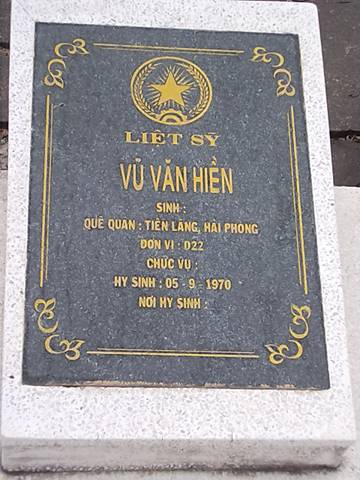 LIỆT SỸ
VŨ VĂN HIỀN
SINH :
QUÊ QUÁN : TIÊN LÃNG, HẢI PHÒNG
ĐƠN VỊ : D22
CHỨC VỤ :
HY SINH : 05 - 9 - 1970
NƠI HY SINH :